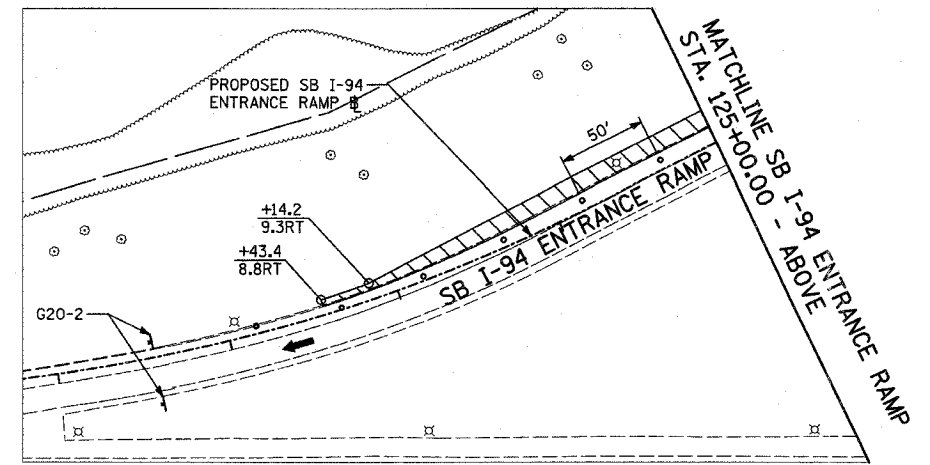 PROPOSED SB I-94
ENTRANCE RAMP ℄
50'
+14.2
9.3RT
+43.4
8.8RT
G20-2
SB I-94 ENTRANCE RAMP
MATCHLINE SB I-94 ENTRANCE RAMP
STA. 125+00.00 - ABOVE